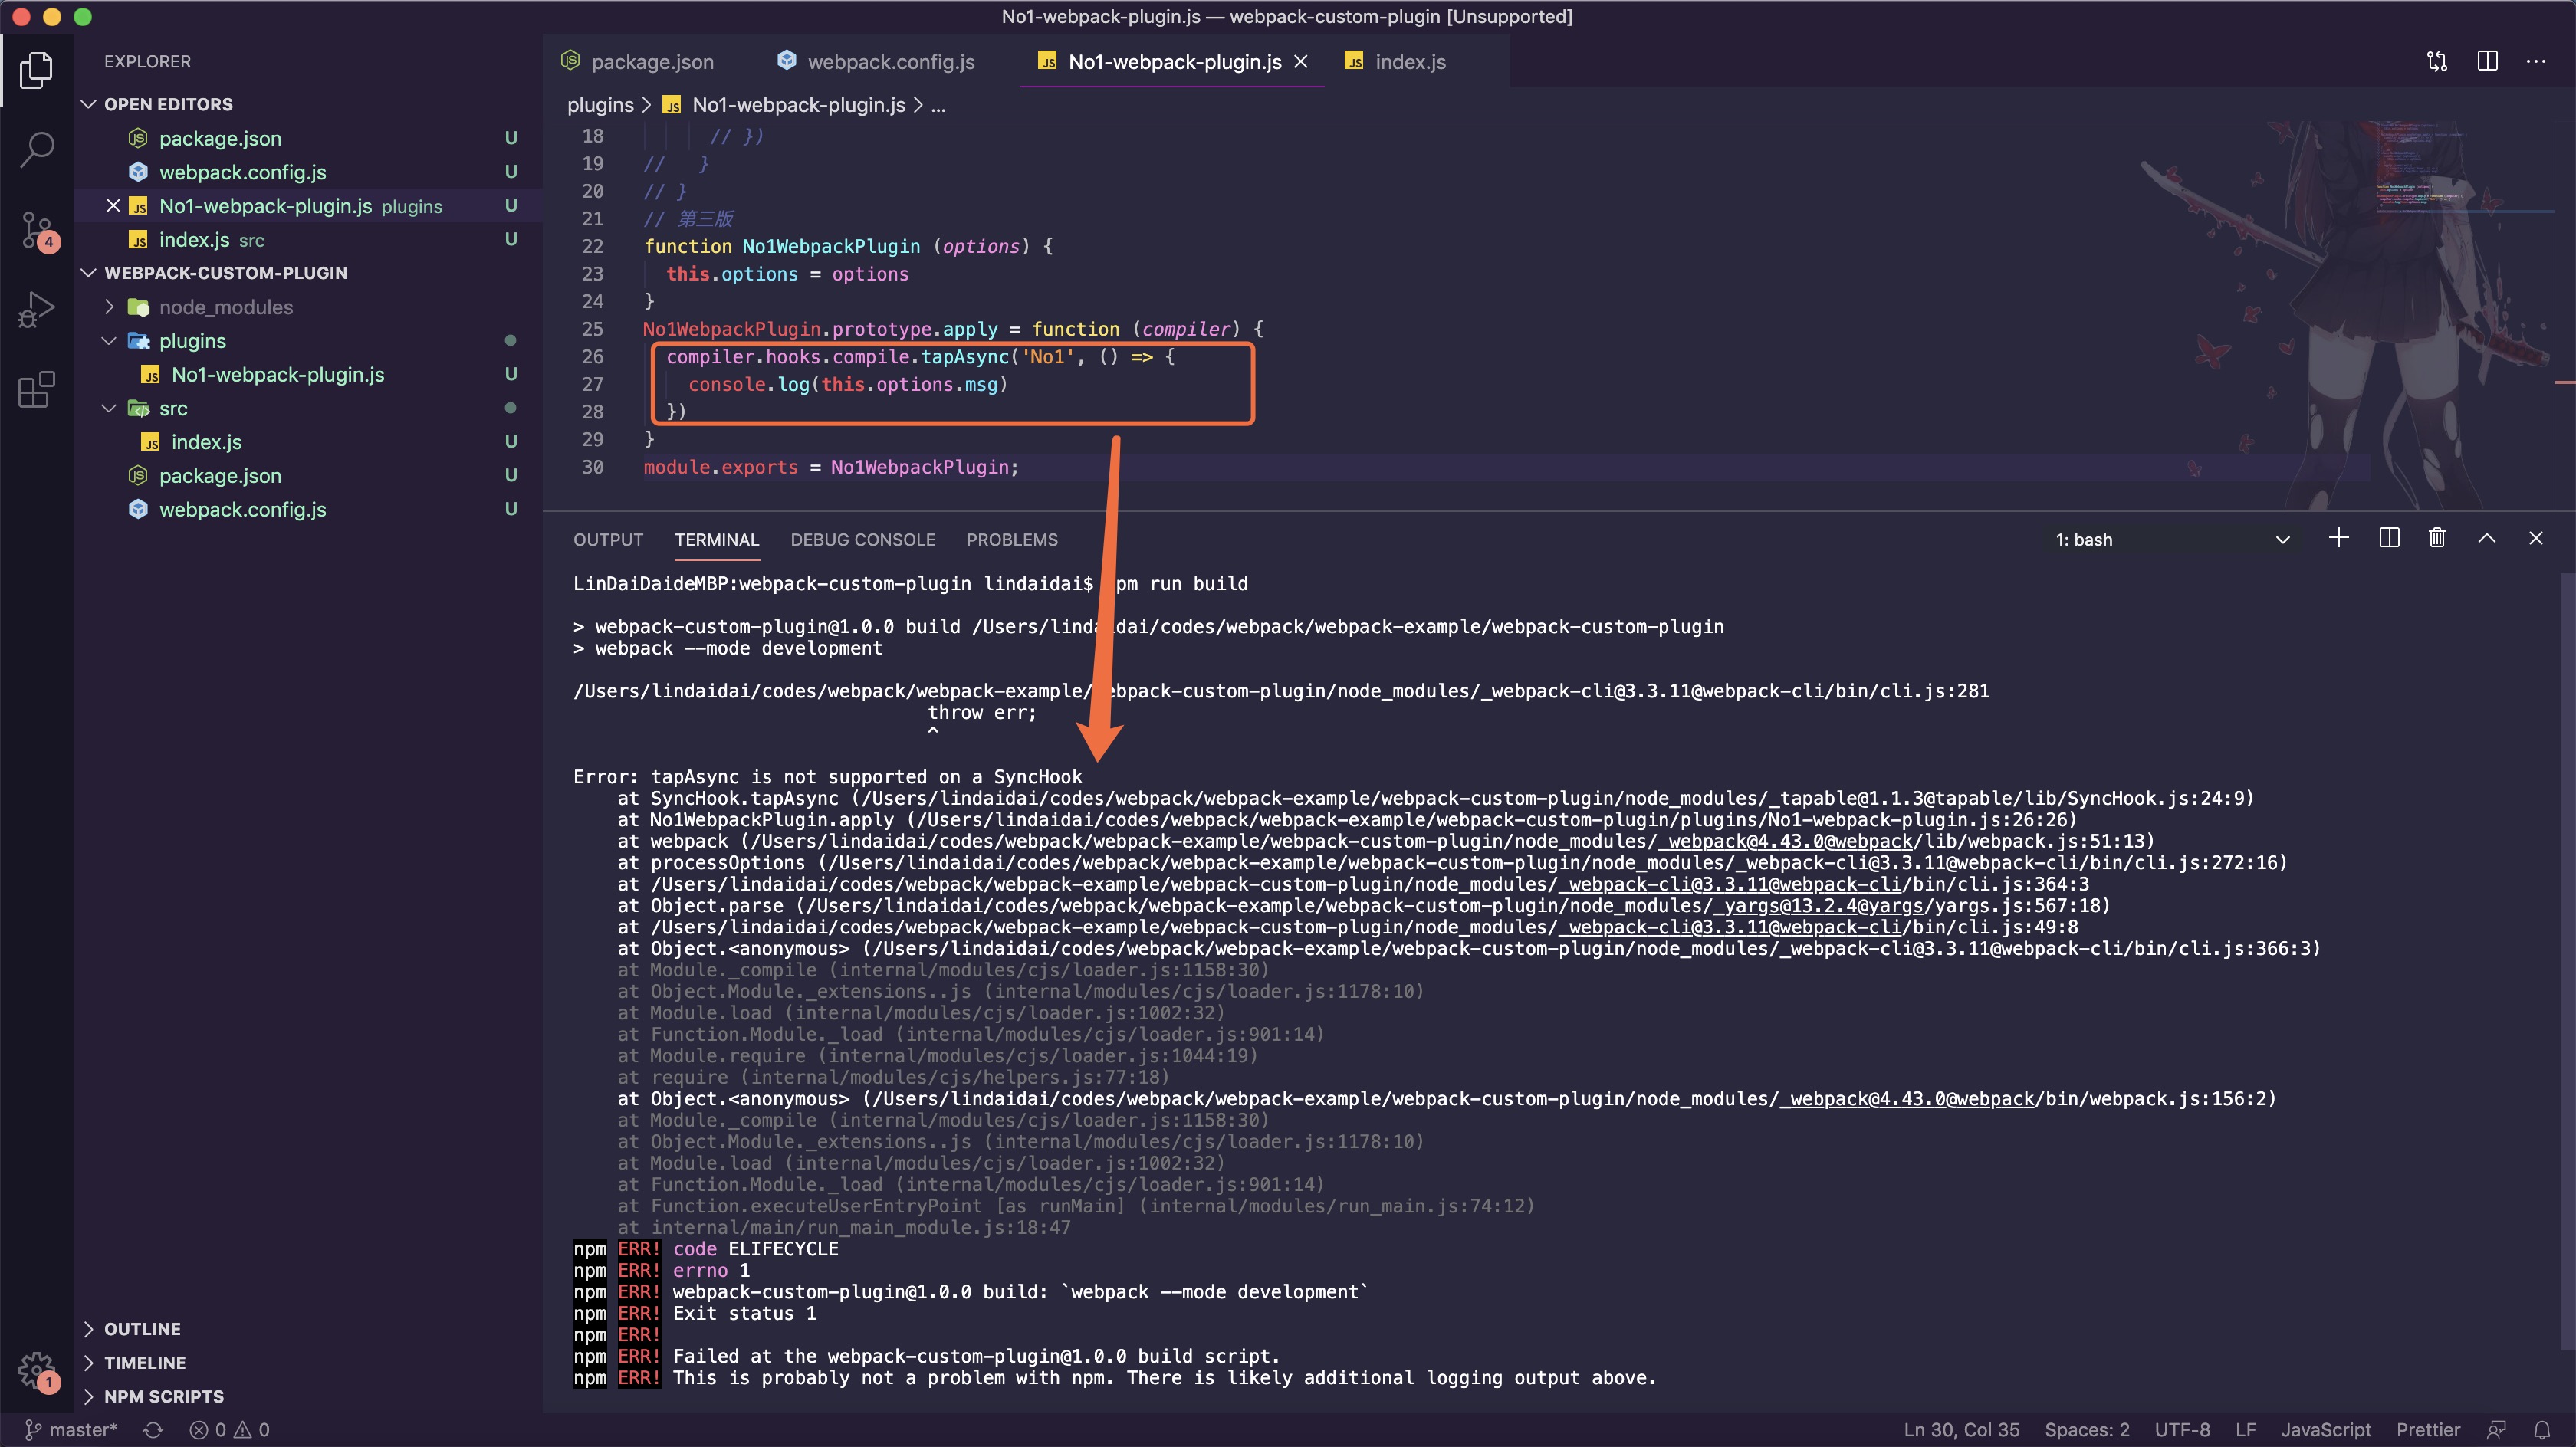 No1-webpack-plugin.js — webpack-custom-plugin [Unsupported]
EXPLORER
OPEN EDITORS
package.json U
webpack.config.js U
No1-webpack-plugin.js plugins U
index.js src U
WEBPACK-CUSTOM-PLUGIN
node_modules
plugins
No1-webpack-plugin.js U
src
index.js U
package.json U
webpack.config.js U
OUTLINE
TIMELINE
NPM SCRIPTS
4
1
package.json webpack.config.js No1-webpack-plugin.js index.js
plugins > No1-webpack-plugin.js > ...
18 // })
19 // }
20 // }
21 // 第三版
22 function No1WebpackPlugin (options) {
23 this.options = options
24 }
25 No1WebpackPlugin.prototype.apply = function (compiler) {
26 compiler.hooks.compile.tapAsync('No1', () => {
27 console.log(this.options.msg)
28 })
29 }
30 module.exports = No1WebpackPlugin;
OUTPUT TERMINAL DEBUG CONSOLE PROBLEMS 1: bash
LinDaiDaideMBP:webpack-custom-plugin lindaidai$ pm run build
> webpack-custom-plugin@1.0.0 build /Users/lindaidai/codes/webpack/webpack-example/webpack-custom-plugin
> webpack --mode development
/Users/lindaidai/codes/webpack/webpack-example/webpack-custom-plugin/node_modules/_webpack-cli@3.3.11@webpack-cli/bin/cli.js:281
throw err;
^
Error: tapAsync is not supported on a SyncHook
at SyncHook.tapAsync (/Users/lindaidai/codes/webpack/webpack-example/webpack-custom-plugin/node_modules/_tapable@1.1.3@tapable/lib/SyncHook.js:24:9)
at No1WebpackPlugin.apply (/Users/lindaidai/codes/webpack/webpack-example/webpack-custom-plugin/plugins/No1-webpack-plugin.js:26:26)
at webpack (/Users/lindaidai/codes/webpack/webpack-example/webpack-custom-plugin/node_modules/_webpack@4.43.0@webpack/lib/webpack.js:51:13)
at processOptions (/Users/lindaidai/codes/webpack/webpack-example/webpack-custom-plugin/node_modules/_webpack-cli@3.3.11@webpack-cli/bin/cli.js:272:16)
at /Users/lindaidai/codes/webpack/webpack-example/webpack-custom-plugin/node_modules/_webpack-cli@3.3.11@webpack-cli/bin/cli.js:364:3
at Object.parse (/Users/lindaidai/codes/webpack/webpack-example/webpack-custom-plugin/node_modules/_yargs@13.2.4@yargs/yargs.js:567:18)
at /Users/lindaidai/codes/webpack/webpack-example/webpack-custom-plugin/node_modules/_webpack-cli@3.3.11@webpack-cli/bin/cli.js:49:8
at Object.<anonymous> (/Users/lindaidai/codes/webpack/webpack-example/webpack-custom-plugin/node_modules/_webpack-cli@3.3.11@webpack-cli/bin/cli.js:366:3)
at Module._compile (internal/modules/cjs/loader.js:1158:30)
at Object.Module._extensions..js (internal/modules/cjs/loader.js:1178:10)
at Module.load (internal/modules/cjs/loader.js:1002:32)
at Function.Module._load (internal/modules/cjs/loader.js:901:14)
at Module.require (internal/modules/cjs/loader.js:1044:19)
at require (internal/modules/cjs/helpers.js:77:18)
at Object.<anonymous> (/Users/lindaidai/codes/webpack/webpack-example/webpack-custom-plugin/node_modules/_webpack@4.43.0@webpack/bin/webpack.js:156:2)
at Module._compile (internal/modules/cjs/loader.js:1158:30)
at Object.Module._extensions..js (internal/modules/cjs/loader.js:1178:10)
at Module.load (internal/modules/cjs/loader.js:1002:32)
at Function.Module._load (internal/modules/cjs/loader.js:901:14)
at Function.executeUserEntryPoint [as runMain] (internal/modules/run_main.js:74:12)
at internal/main/run_main_module.js:18:47
npm ERR! code ELIFECYCLE
npm ERR! errno 1
npm ERR! webpack-custom-plugin@1.0.0 build: `webpack --mode development`
npm ERR! Exit status 1
npm ERR!
npm ERR! Failed at the webpack-custom-plugin@1.0.0 build script.
npm ERR! This is probably not a problem with npm. There is likely additional logging output above.
master* 0 0 Ln 30, Col 35 Spaces: 2 UTF-8 LF JavaScript Prettier